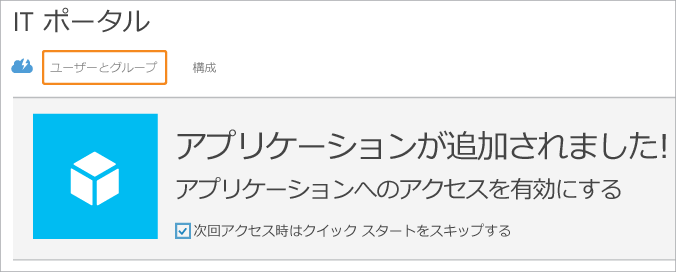 IT ポータル
ユーザーとグループ 構成
アプリケーションが追加されました!
アプリケーションへのアクセスを有効にする
次回アクセス時はクイック スタートをスキップする